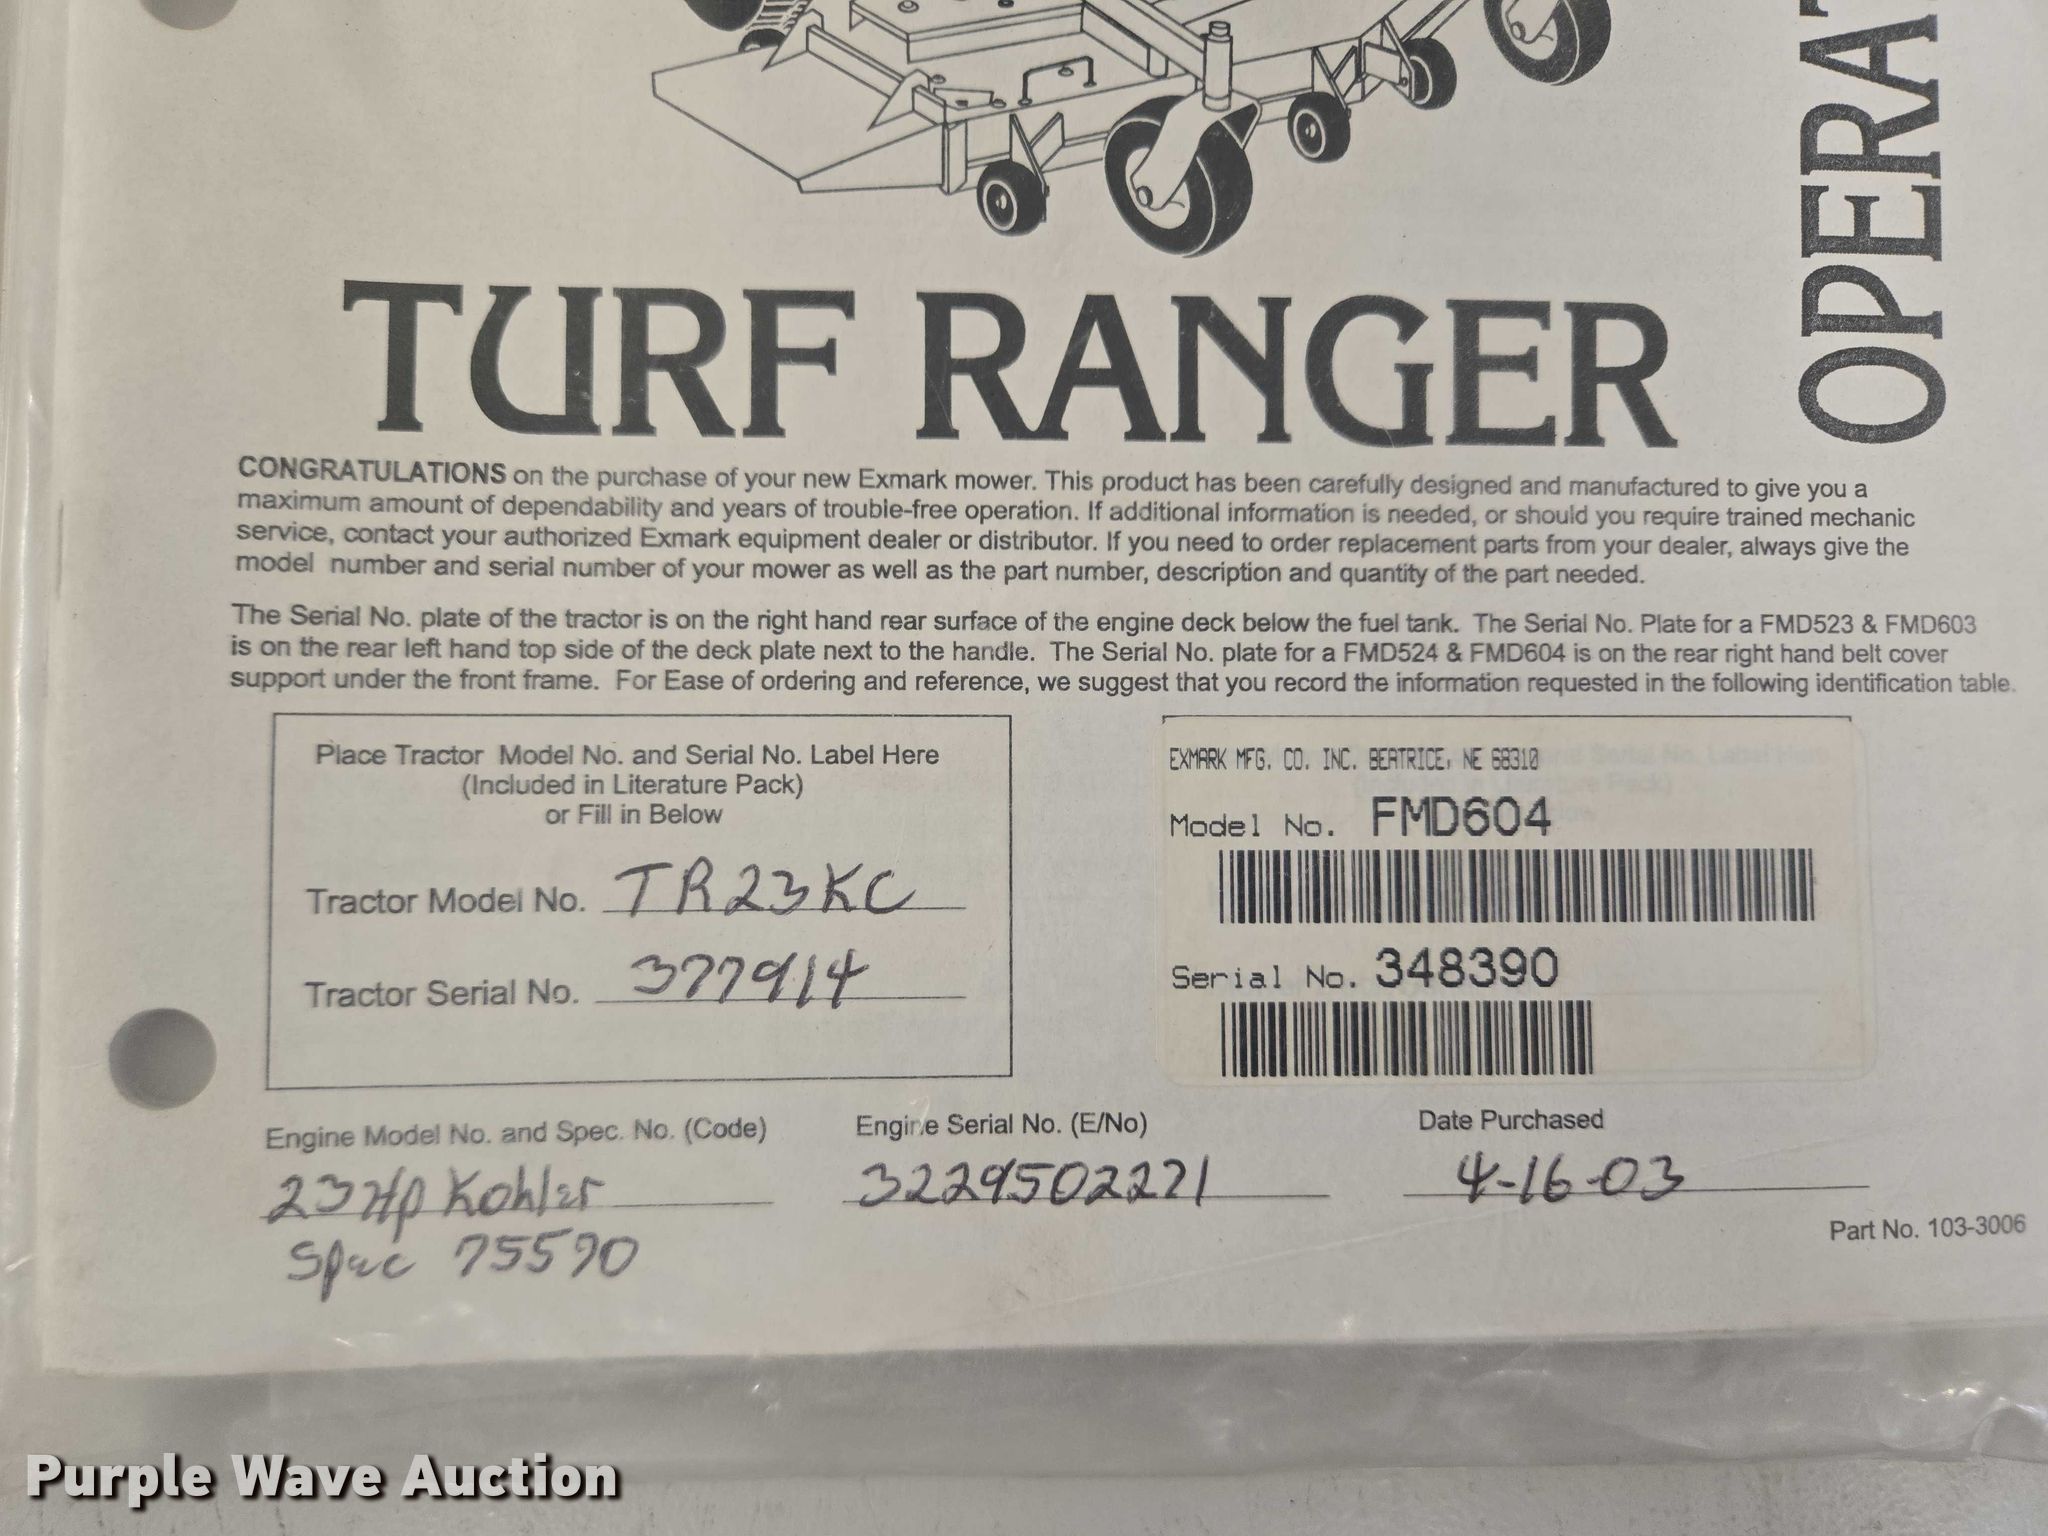 OPERAT
TURF RANGER
CONGRATULATIONS on the purchase of your new Exmark mower. This product has been carefully designed and manufactured to give you a
maximum amount of dependability and years of trouble-free operation. If additional information is needed, or should you require trained mechanic
service, contact your authorized Exmark equipment dealer or distributor. If you need to order replacement parts from your dealer, always give the
model number and serial number of your mower as well as the part number, description and quantity of the part needed.
The Serial No. plate of the tractor is on the right hand rear surface of the engine deck below the fuel tank. The Serial No. Plate for a FMD523 & FMD603
is on the rear left hand top side of the deck plate next to the handle. The Serial No. plate for a FMD524 & FMD604 is on the rear right hand belt cover
support under the front frame. For Ease of ordering and reference, we suggest that you record the information requested in the following identification table.
Place Tractor Model No. and Serial No. Label Here
(Included in Literature Pack)
or Fill in Below
Tractor Model No. TR23KC
Tractor Serial No. 377914
EXMARK MFG. CO. INC. BEATRICE, NE 68310
Model No. FMD604
Serial No. 348390
Engine Model No. and Spec. No. (Code)
23 Hp Kohler
Spec 75590
Engine Serial No. (E/No)
3229502271
Date Purchased
4-16-03
Part No. 103-3006
Purple Wave Auction